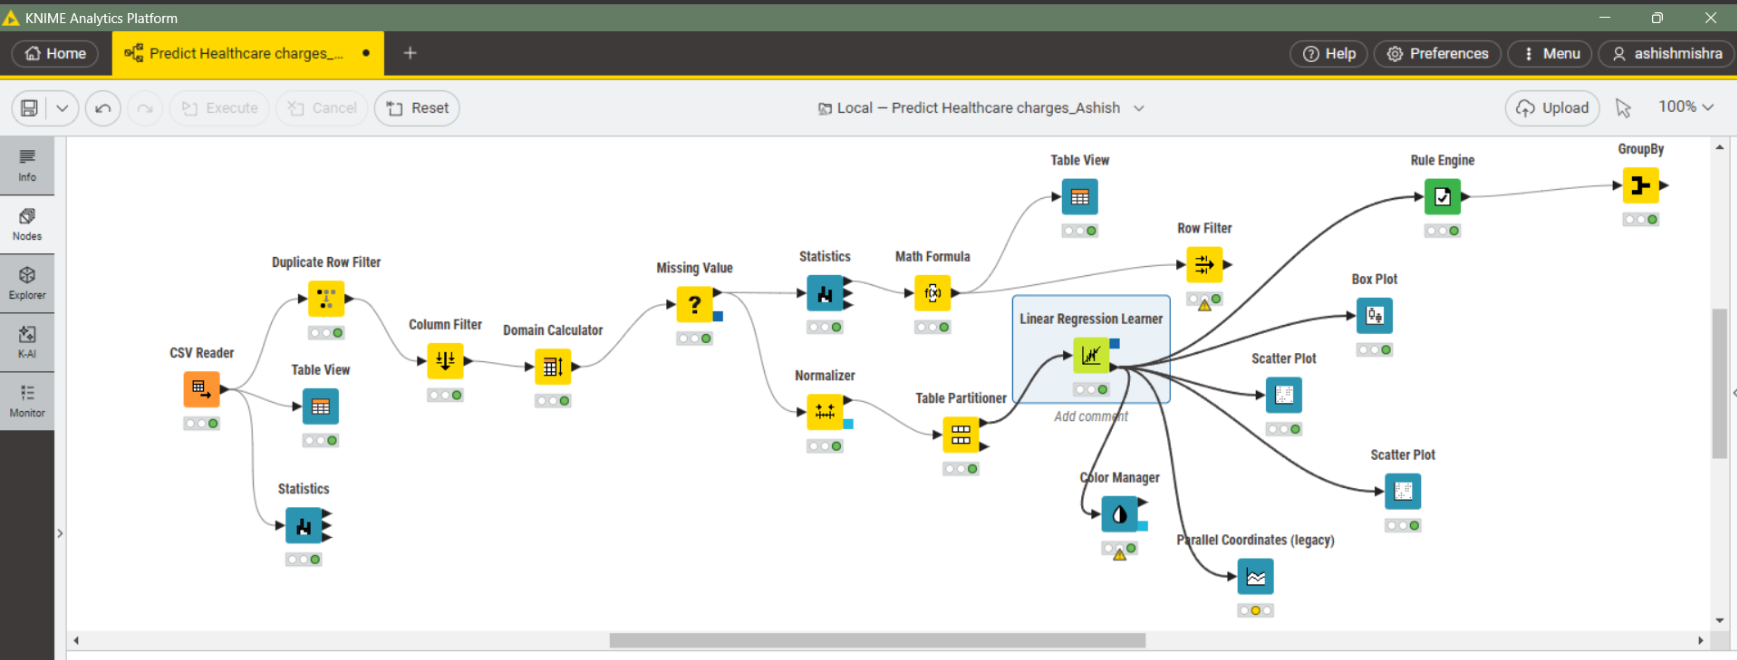 KNIME Analytics Platform
Home
Predict Healthcare charges_...
Help
Preferences
Menu
ashishmishra
Execute
Cancel
Reset
Local — Predict Healthcare charges_Ashish
Upload
100%
Info
Nodes
Explorer
K-AI
Monitor
GroupBy
Table View
Rule Engine
Row Filter
Duplicate Row Filter
Missing Value
Statistics
Math Formula
Box Plot
Column Filter
Domain Calculator
Linear Regression Learner
CSV Reader
Table View
Normalizer
Table Partitioner
Scatter Plot
Add comment
Scatter Plot
Statistics
Color Manager
Parallel Coordinates (legacy)